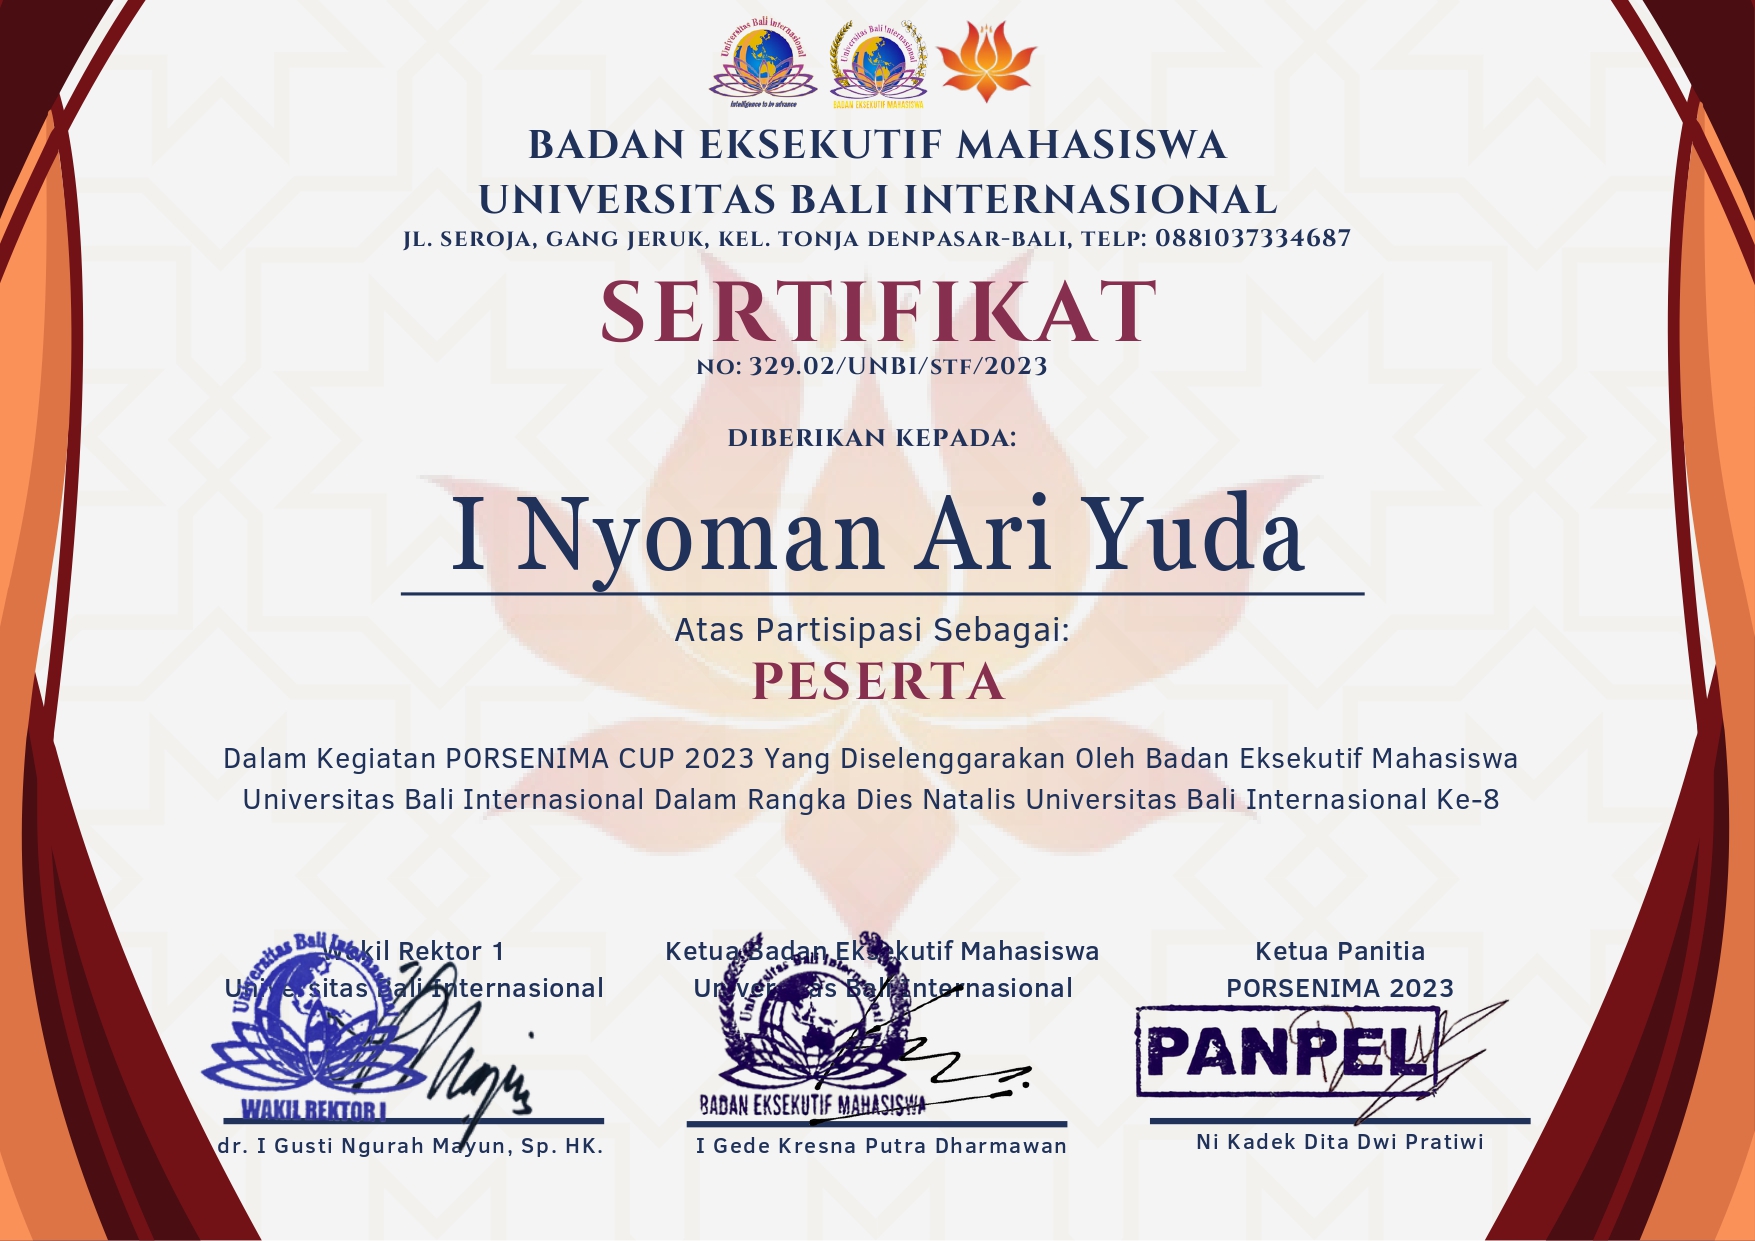 Universitas Bali Internasional
Intelligence to be advance
Universitas Bali Internasional
BADAN EKSEKUTIF MAHASISWA
BADAN EKSEKUTIF MAHASISWA
UNIVERSITAS BALI INTERNASIONAL
JL. SEROJA, GANG JERUK, KEL. TONJA DENPASAR-BALI, TELP: 0881037334687
SERTIFIKAT
NO: 329.02/UNBI/STF/2023
DIBERIKAN KEPADA:
I Nyoman Ari Yuda
Atas Partisipasi Sebagai:
PESERTA
Dalam Kegiatan PORSENIMA CUP 2023 Yang Diselenggarakan Oleh Badan Eksekutif Mahasiswa
Universitas Bali Internasional Dalam Rangka Dies Natalis Universitas Bali Internasional Ke-8
Wakil Rektor 1
Universitas Bali Internasional
Universitas Bali Internasional
WAKIL REKTOR I
dr. I Gusti Ngurah Mayun, Sp. HK.
Ketua Badan Eksekutif Mahasiswa
Universitas Bali Internasional
Universitas Bali Internasional
BADAN EKSEKUTIF MAHASISWA
I Gede Kresna Putra Dharmawan
Ketua Panitia
PORSENIMA 2023
PANPEL
Ni Kadek Dita Dwi Pratiwi